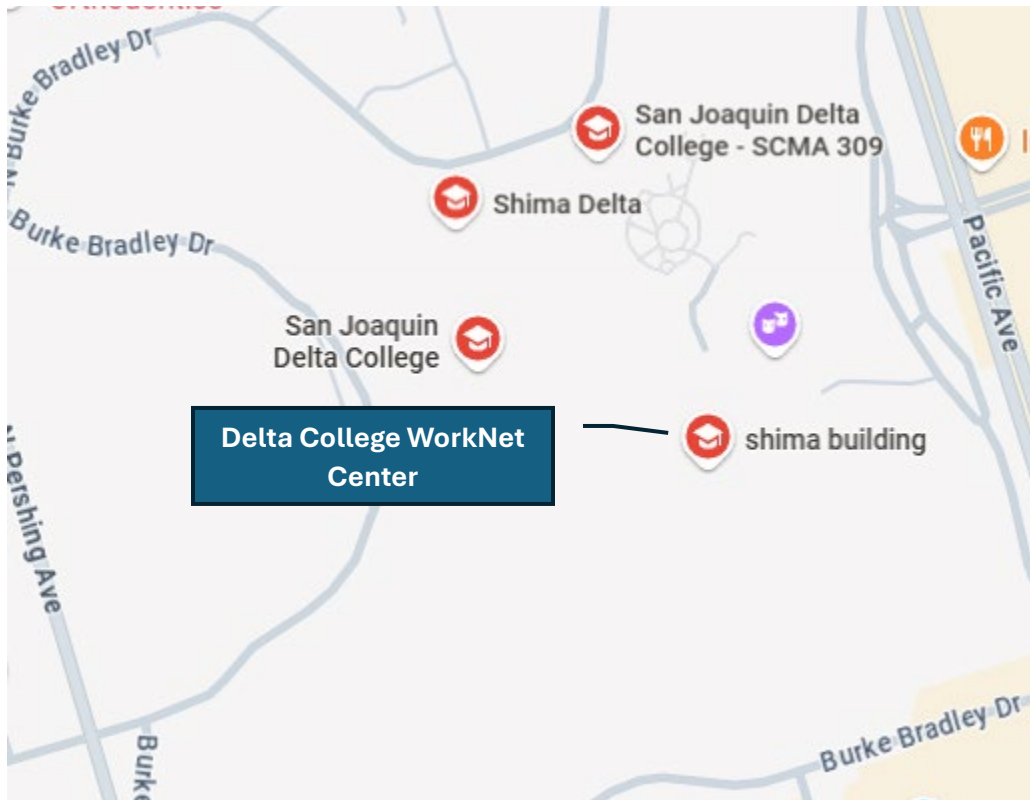 Orthodontics
N Burke Bradley Dr
San Joaquin Delta
College - SCMA 309
Shima Delta
Burke Bradley Dr
Pacific Ave
San Joaquin
Delta College
Delta College WorkNet
Center
shima building
N Pershing Ave
Burke Bradley Dr
Burke